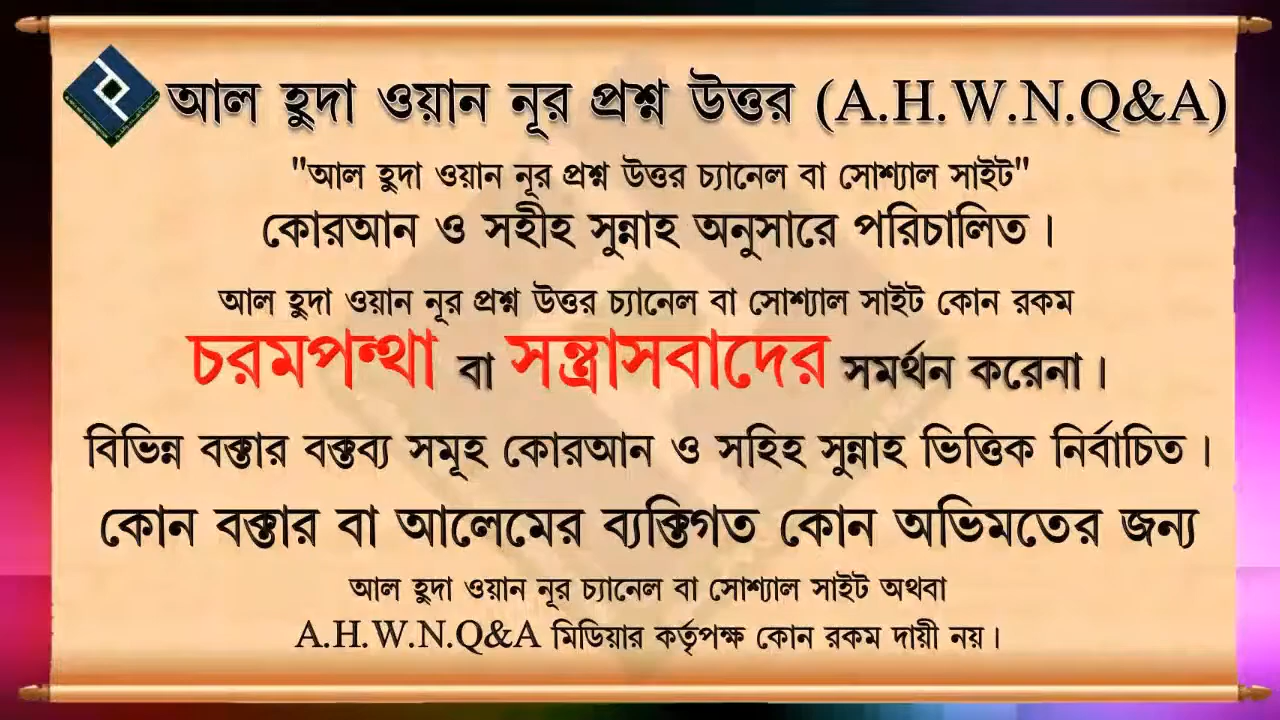 আল হুদা ওয়ান নূর প্রশ্ন উত্তর (A.H.W.N.Q&A)
"আল হুদা ওয়ান নূর প্রশ্ন উত্তর চ্যানেল বা সোশ্যাল সাইট"
কোরআন ও সহীহ সুন্নাহ অনুসারে পরিচালিত।
আল হুদা ওয়ান নূর প্রশ্ন উত্তর চ্যানেল বা সোশ্যাল সাইট কোন রকম
চরমপন্থা বা সন্ত্রাসবাদের সমর্থন করেনা।
বিভিন্ন বক্তার বক্তব্য সমূহ কোরআন ও সহিহ সুন্নাহ ভিত্তিক নির্বাচিত।
কোন বক্তার বা আলেমের ব্যক্তিগত কোন অভিমতের জন্য
আল হুদা ওয়ান নূর চ্যানেল বা সোশ্যাল সাইট অথবা
A.H.W.N.Q&A মিডিয়ার কর্তৃপক্ষ কোন রকম দায়ী নয়।